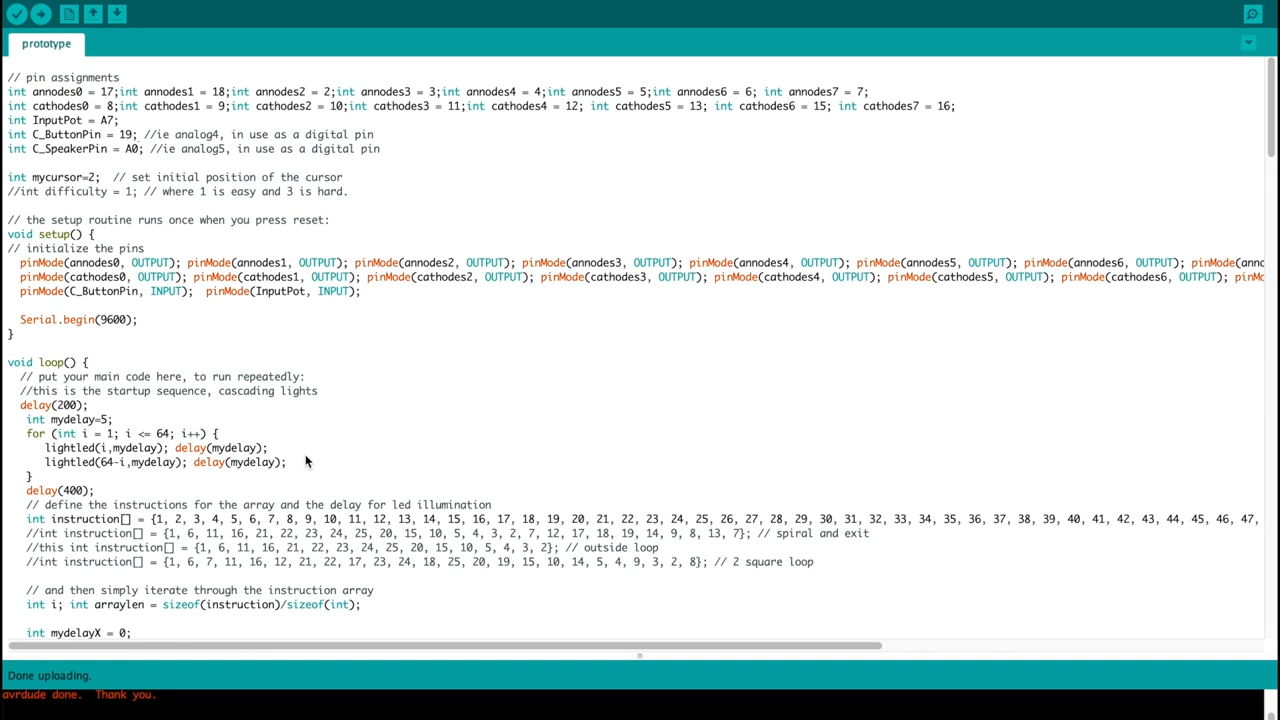 prototype
// pin assignments
int annodes0 = 17;int annodes1 = 18;int annodes2 = 2;int annodes3 = 3;int annodes4 = 4;int annodes5 = 5;int annodes6 = 6; int annodes7 = 7;
int cathodes0 = 8;int cathodes1 = 9;int cathodes2 = 10;int cathodes3 = 11;int cathodes4 = 12; int cathodes5 = 13; int cathodes6 = 15; int cathodes7 = 16;
int InputPot = A7;
int C_ButtonPin = 19; //ie analog4, in use as a digital pin
int C_SpeakerPin = A0; //ie analog5, in use as a digital pin
int mycursor=2;  // set initial position of the cursor
//int difficulty = 1; // where 1 is easy and 3 is hard.
// the setup routine runs once when you press reset:
void setup() {
// initialize the pins
pinMode(annodes0, OUTPUT); pinMode(annodes1, OUTPUT); pinMode(annodes2, OUTPUT); pinMode(annodes3, OUTPUT); pinMode(annodes4, OUTPUT); pinMode(annodes5, OUTPUT); pinMode(annodes6, OUTPUT); pinMode(anno
pinMode(cathodes0, OUTPUT); pinMode(cathodes1, OUTPUT); pinMode(cathodes2, OUTPUT); pinMode(cathodes3, OUTPUT); pinMode(cathodes4, OUTPUT); pinMode(cathodes5, OUTPUT); pinMode(cathodes6, OUTPUT);
pinMode(C_ButtonPin, INPUT);  pinMode(InputPot, INPUT);
Serial.begin(9600);
}
void loop() {
// put your main code here, to run repeatedly:
//this is the startup sequence, cascading lights
delay(200);
int mydelay=5;
for (int i = 1; i <= 64; i++) {
lightled(i,mydelay); delay(mydelay);
lightled(64-i,mydelay); delay(mydelay);
}
delay(400);
// define the instructions for the array and the delay for led illumination
int instruction[] = {1, 2, 3, 4, 5, 6, 7, 8, 9, 10, 11, 12, 13, 14, 15, 16, 17, 18, 19, 20, 21, 22, 23, 24, 25, 26, 27, 28, 29, 30, 31, 32, 33, 34, 35, 36, 37, 38, 39, 40, 41, 42, 43, 44, 45, 46, 47,
//int instruction[] = {1, 6, 11, 16, 21, 22, 23, 24, 25, 20, 15, 10, 5, 4, 3, 2, 7, 12, 17, 18, 19, 14, 9, 8, 13, 7}; // spiral and exit
//this int instruction[] = {1, 6, 11, 16, 21, 22, 23, 24, 25, 20, 15, 10, 5, 4, 3, 2}; // outside loop
//int instruction[] = {1, 6, 7, 11, 16, 12, 21, 22, 17, 23, 24, 18, 25, 20, 19, 15, 10, 14, 5, 4, 9, 3, 2, 8}; // 2 square loop
// and then simply iterate through the instruction array
int i; int arraylen = sizeof(instruction)/sizeof(int);
int mydelayX = 0;
Done uploading.
avrdude done.  Thank you.